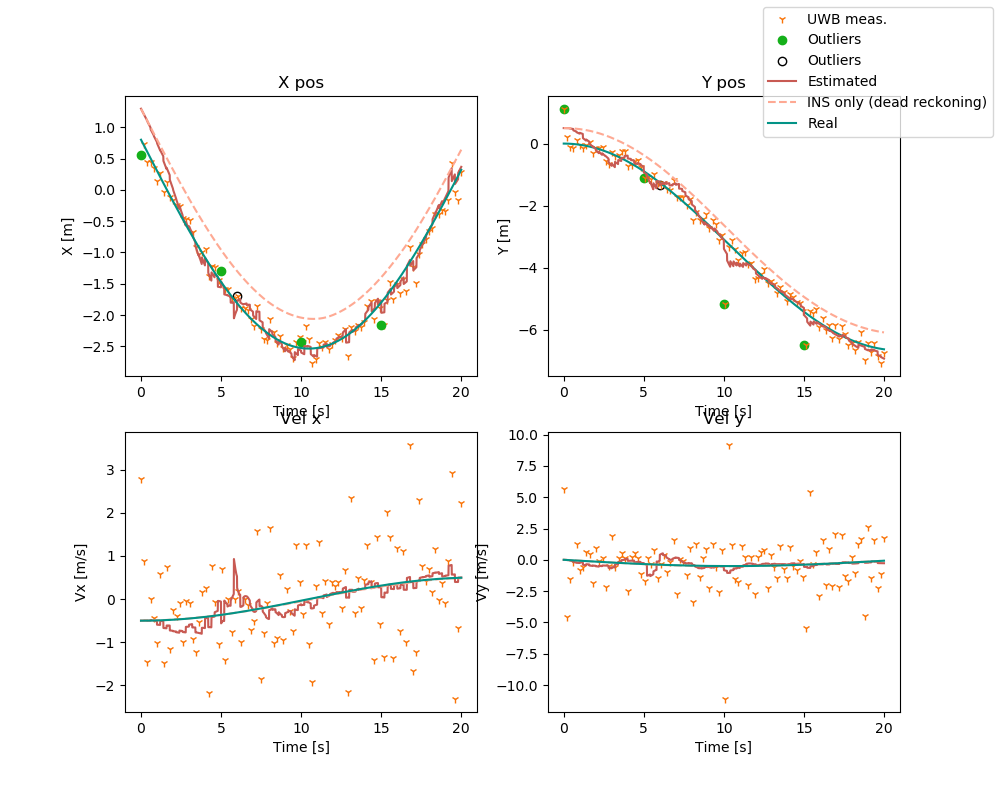 UWB meas.
Outliers
Outliers
Estimated
INS only (dead reckoning)
Real
X pos
X [m]
1.0
0.5
0.0
−0.5
−1.0
−1.5
−2.0
−2.5
0 5 10 15 20
Time [s]
Y pos
Y [m]
0
−2
−4
−6
0 5 10 15 20
Time [s]
Vel x
Vx [m/s]
3
2
1
0
−1
−2
0 5 10 15 20
Time [s]
Vel y
Vy [m/s]
10.0
7.5
5.0
2.5
0.0
−2.5
−5.0
−7.5
−10.0
0 5 10 15 20
Time [s]